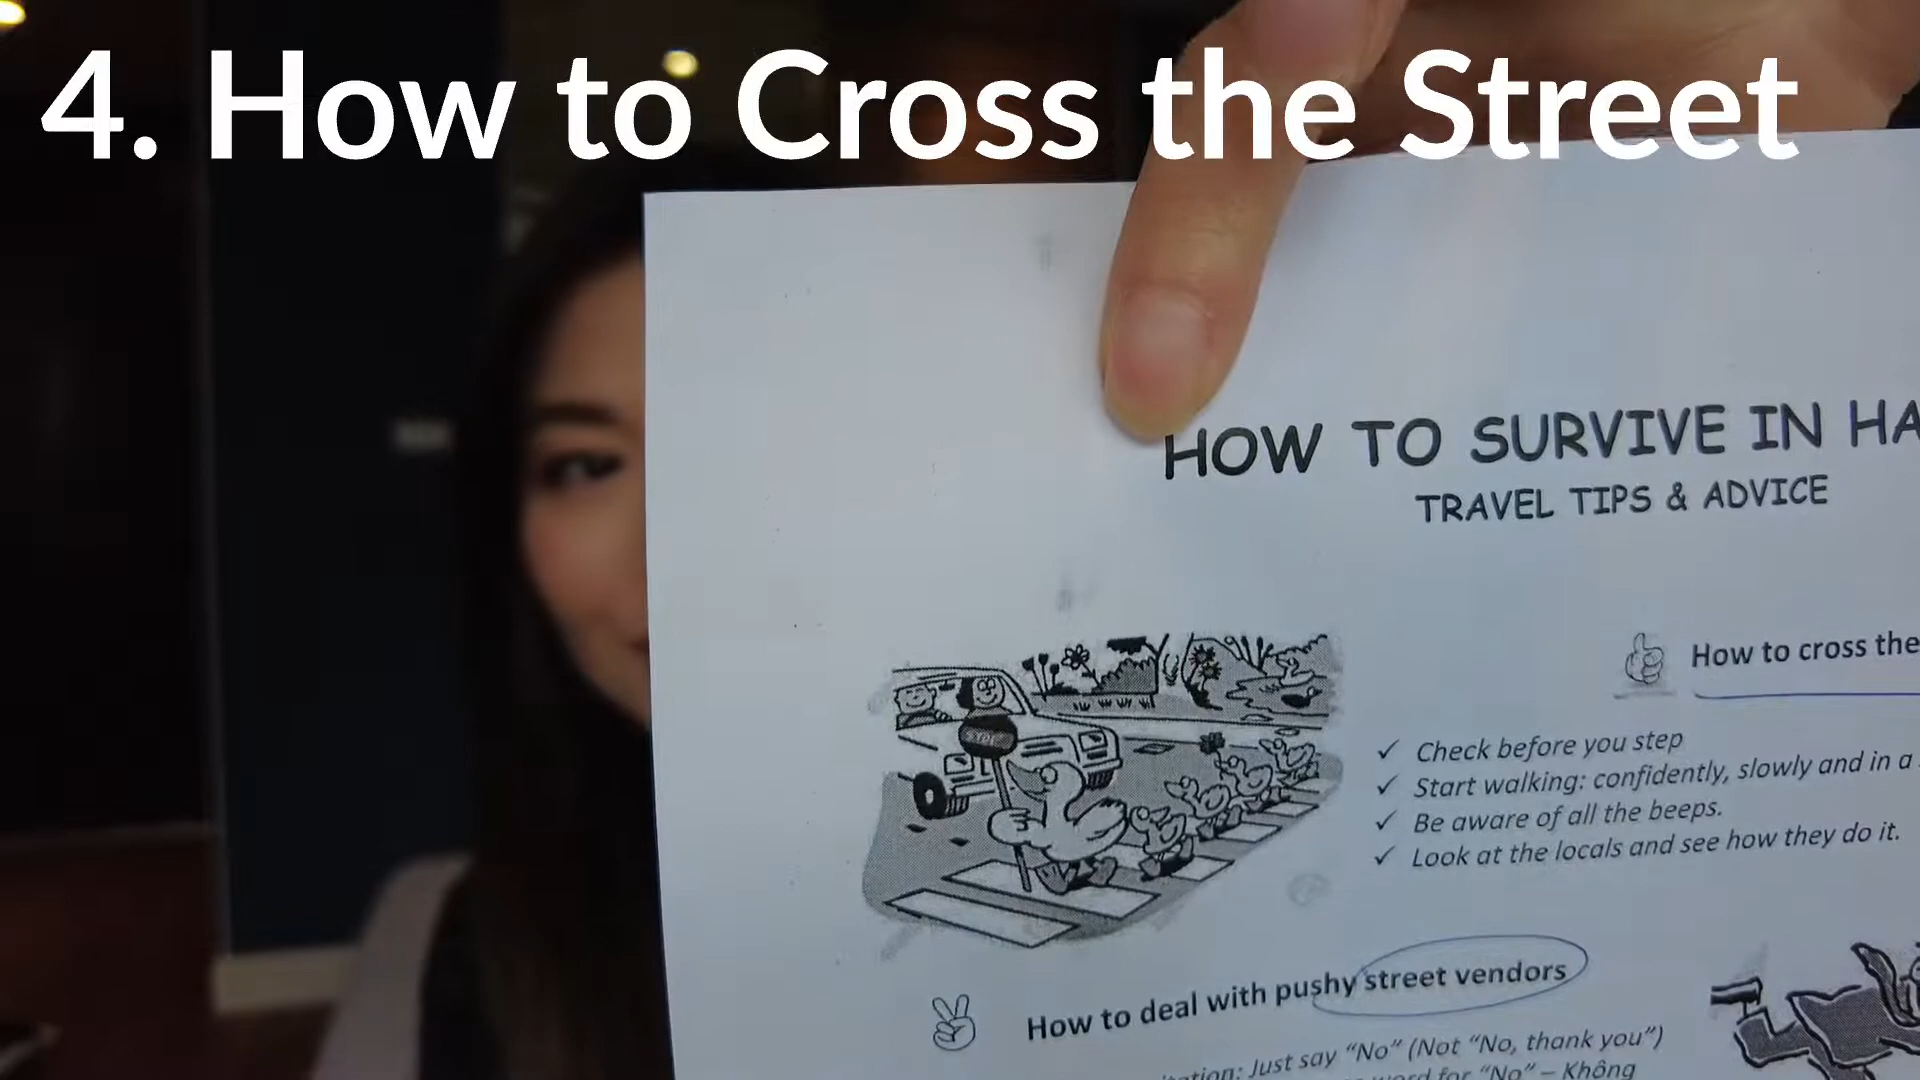 4. How to Cross the Street
HOW TO SURVIVE IN HA
TRAVEL TIPS & ADVICE
How to cross the
STOP
✓ Check before you step
✓ Start walking: confidently, slowly and in a
✓ Be aware of all the beeps.
✓ Look at the locals and see how they do it.
How to deal with pushy street vendors
Just say “No” (Not “No, thank you”)
word for “No” – Không